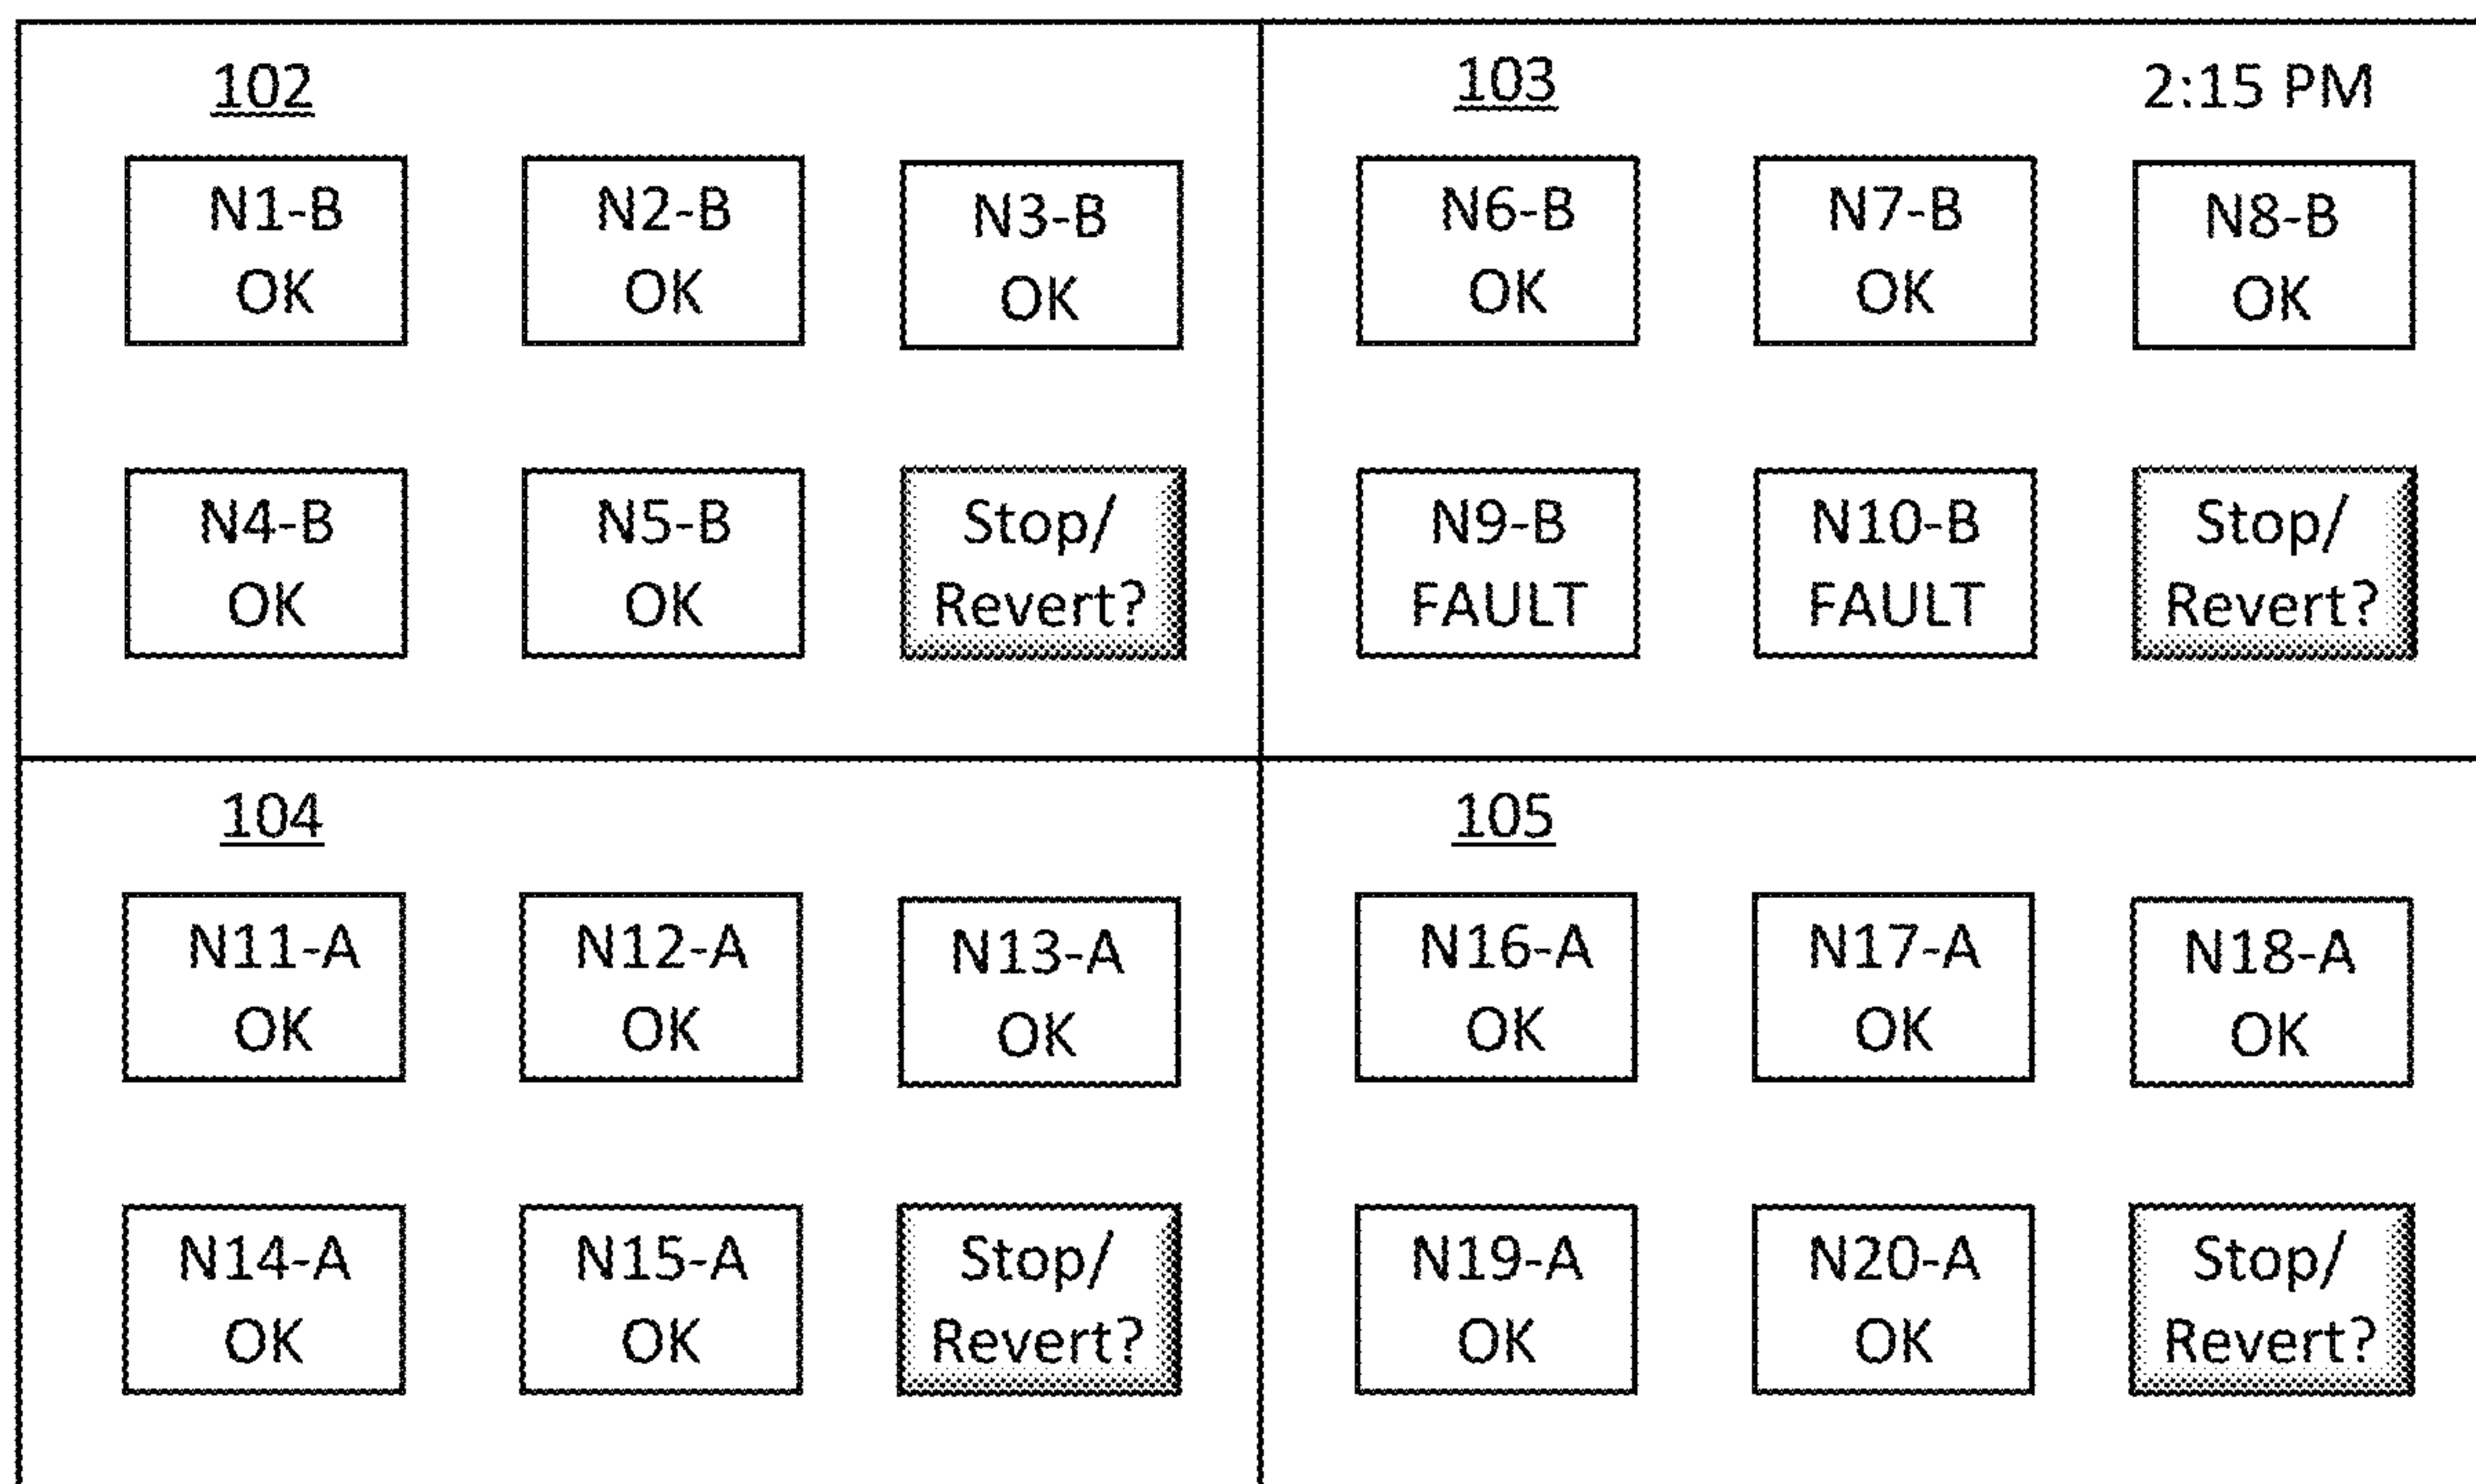 102
N1-B
OK
N2-B
OK
N3-B
OK
N4-B
OK
N5-B
OK
Stop/
Revert?
103
2:15 PM
N6-B
OK
N7-B
OK
N8-B
OK
N9-B
FAULT
N10-B
FAULT
Stop/
Revert?
104
N11-A
OK
N12-A
OK
N13-A
OK
N14-A
OK
N15-A
OK
Stop/
Revert?
105
N16-A
OK
N17-A
OK
N18-A
OK
N19-A
OK
N20-A
OK
Stop/
Revert?